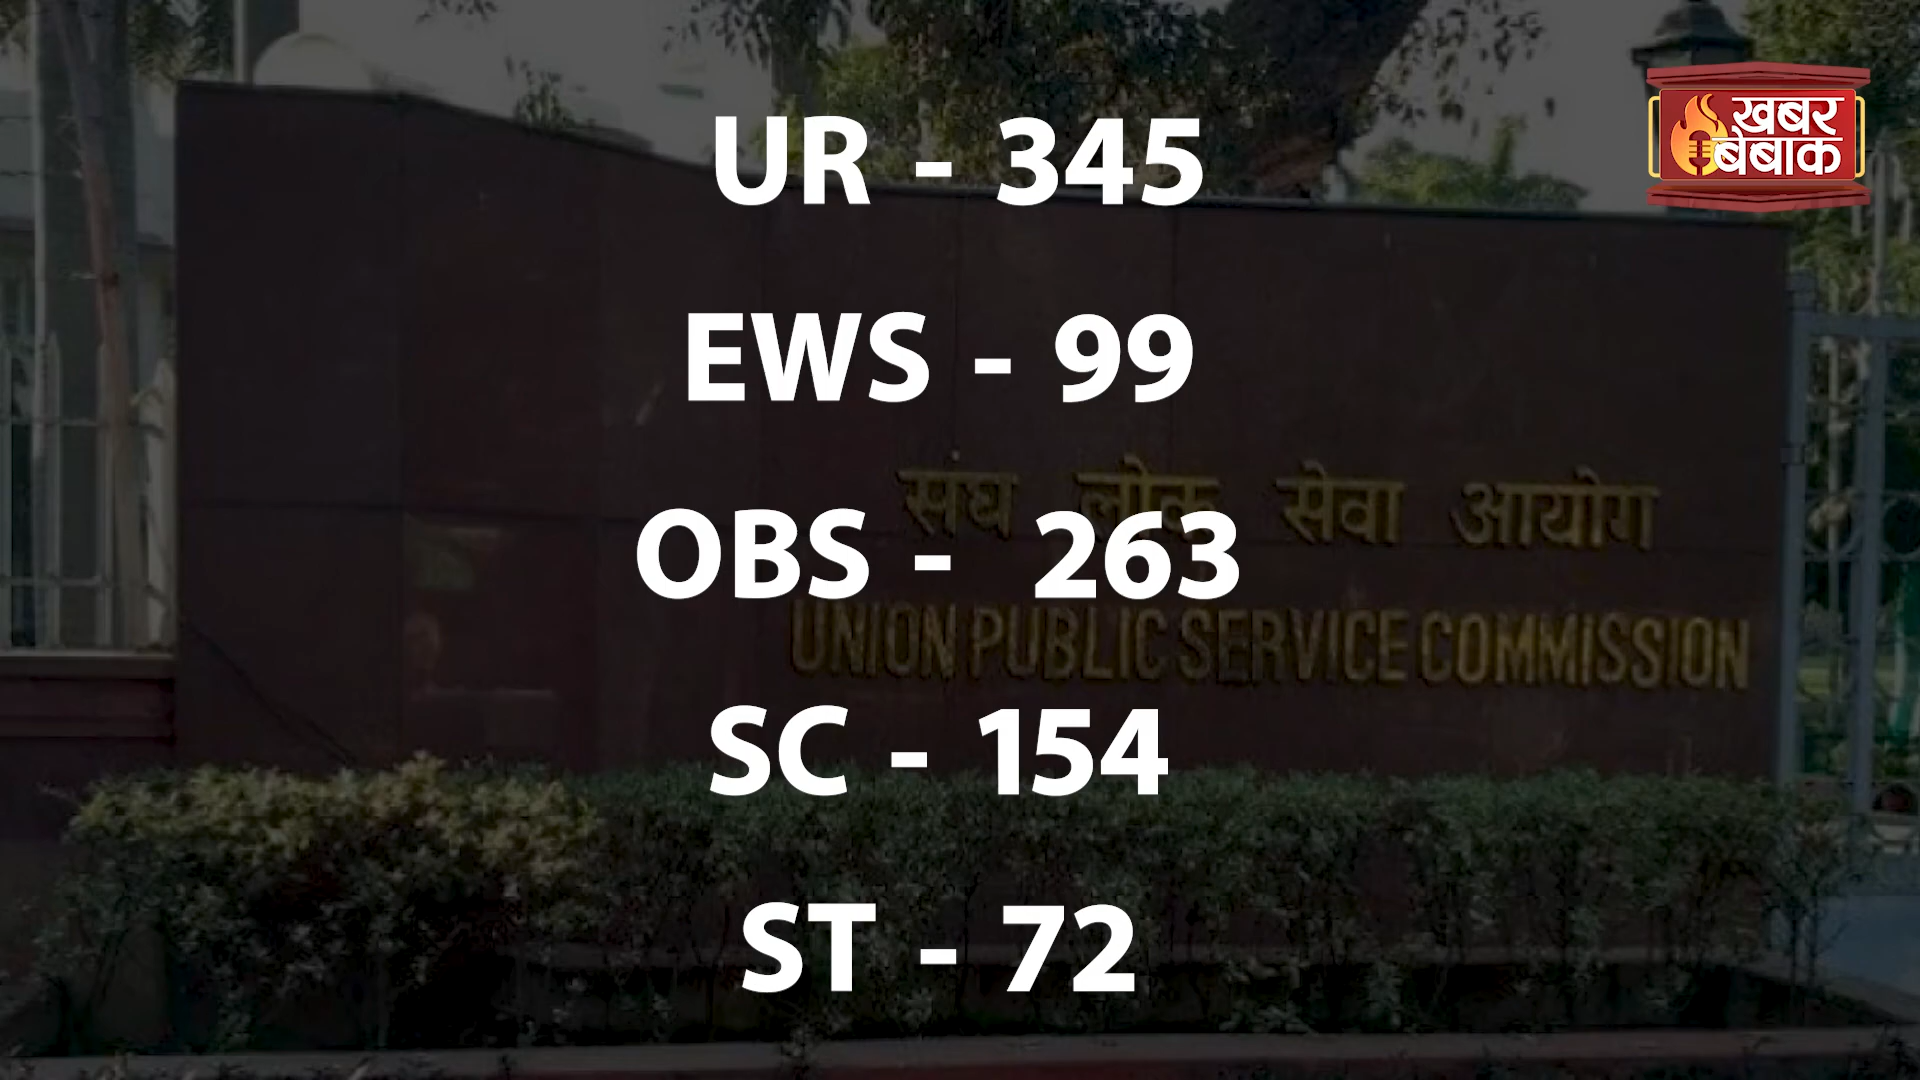 खबर
बेबाक
UR - 345
EWS - 99
OBS - 263
SC - 154
ST - 72
संघ लोक सेवा आयोग
UNION PUBLIC SERVICE COMMISSION